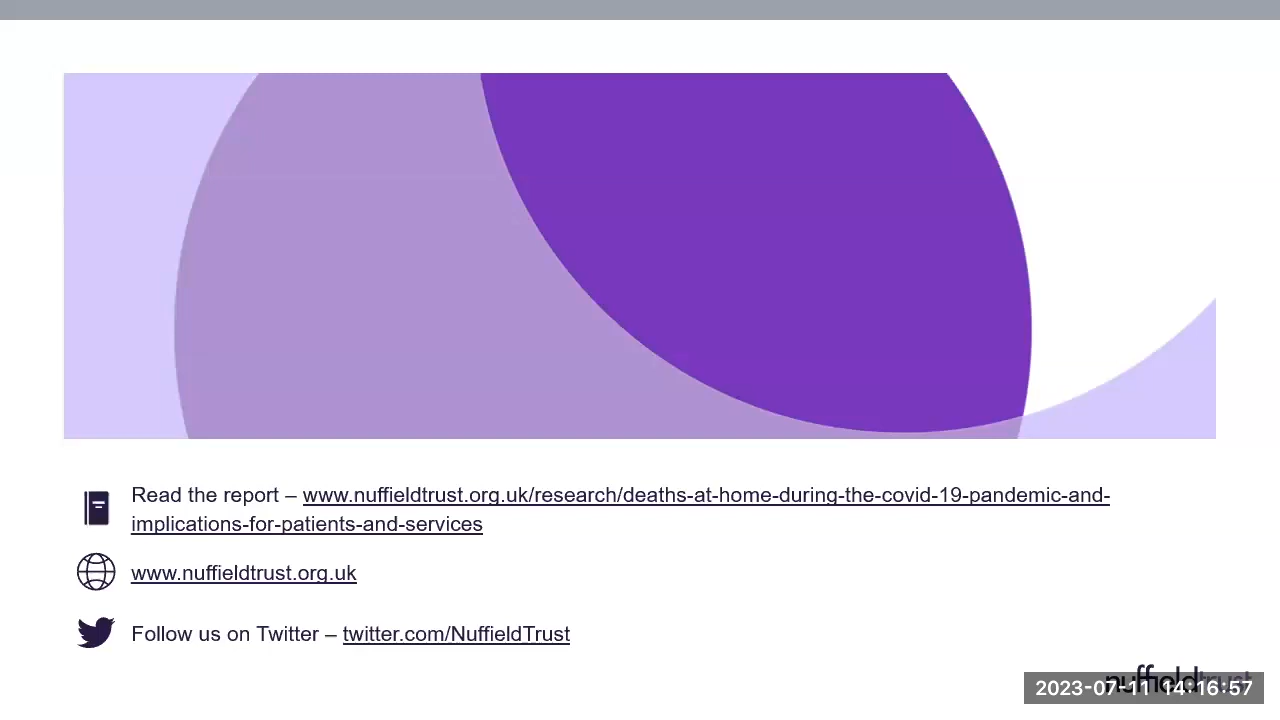 Read the report – www.nuffieldtrust.org.uk/research/deaths-at-home-during-the-covid-19-pandemic-and-
implications-for-patients-and-services
www.nuffieldtrust.org.uk
Follow us on Twitter – twitter.com/NuffieldTrust
nuffieldtrust
2023-07-11 14:16:57